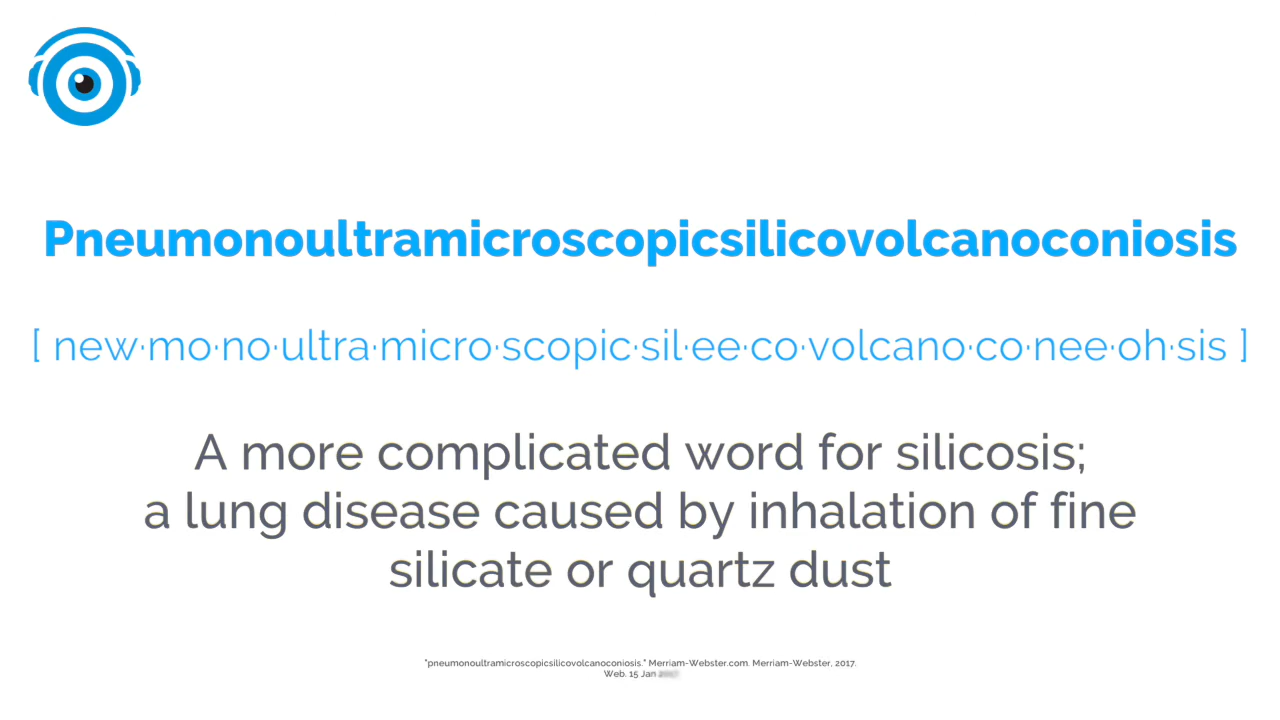 Pneumonoultramicroscopicsilicovolcanoconiosis
[ new·mo·no·ultra·micro·scopic·sil·ee·co·volcano·co·nee·oh·sis ]
A more complicated word for silicosis;
a lung disease caused by inhalation of fine
silicate or quartz dust
"pneumonoultramicroscopicsilicovolcanoconiosis." Merriam-Webster.com. Merriam-Webster, 2017.
Web. 15 Jan